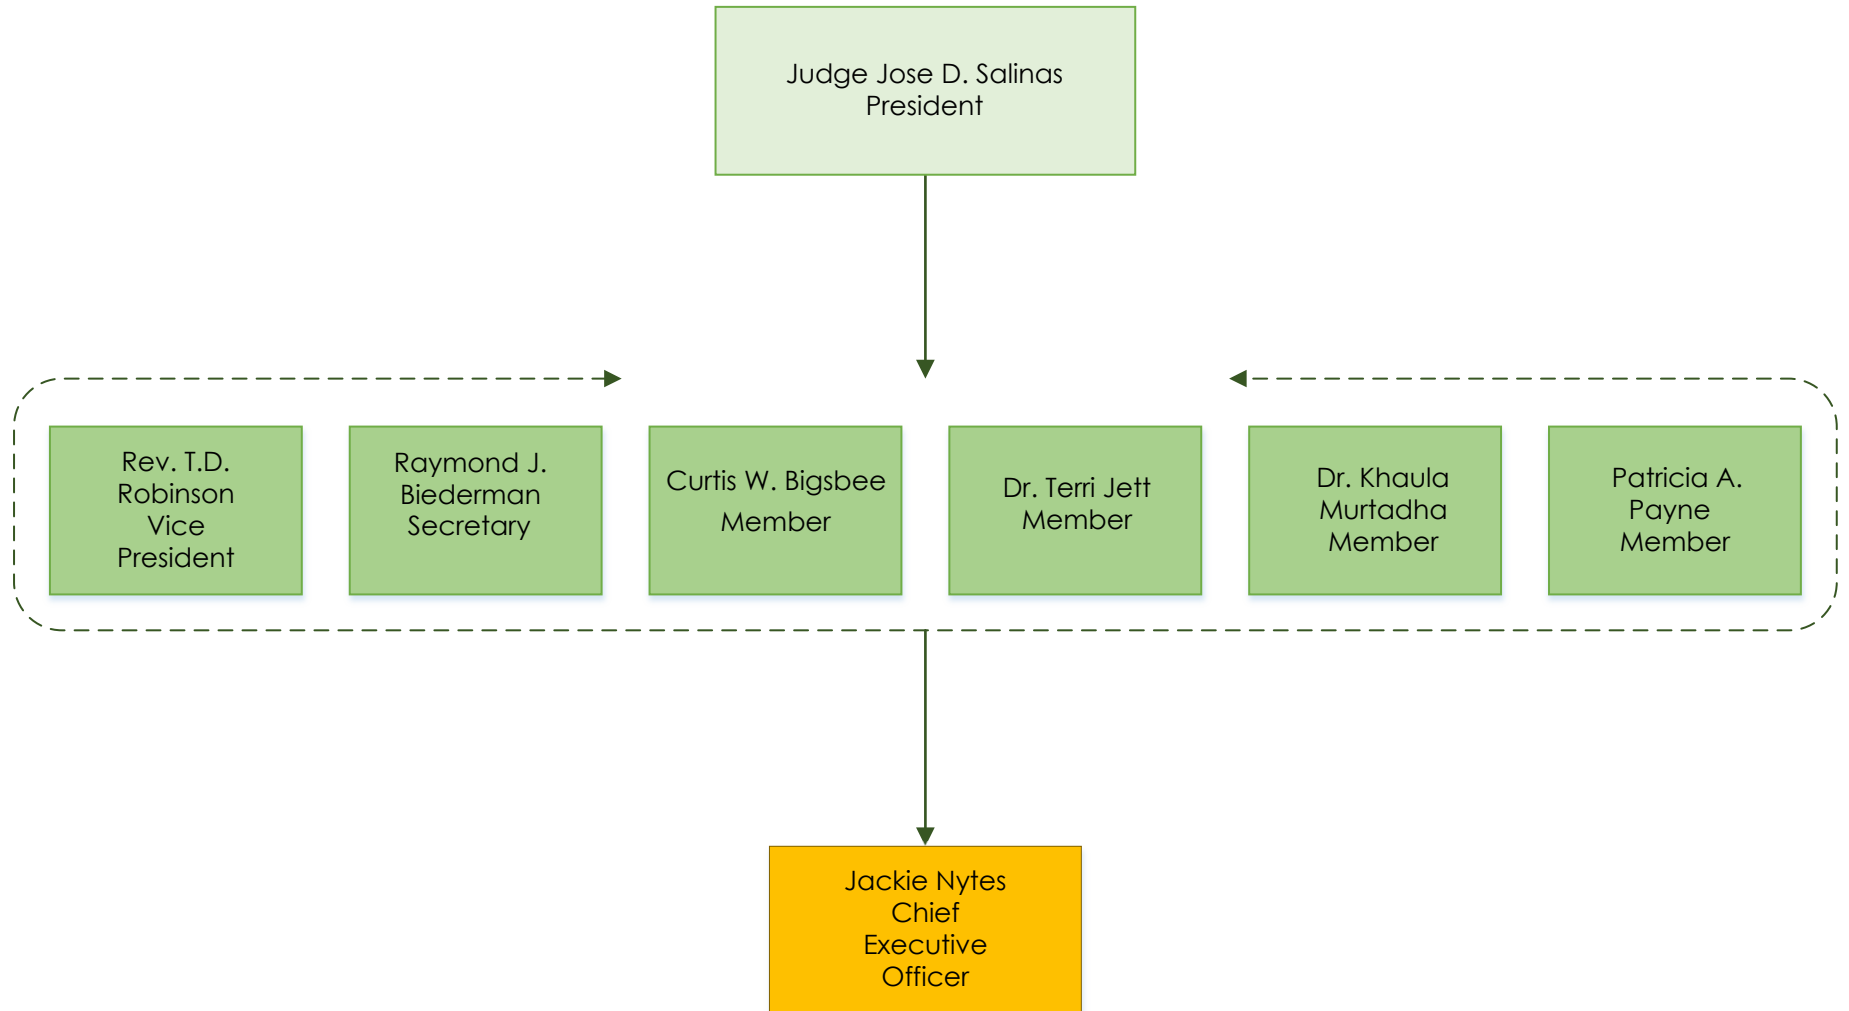 Judge Jose D. Salinas
President
Rev. T.D.
Robinson
Vice
President
Raymond J.
Biederman
Secretary
Curtis W. Bigsbee
Member
Dr. Terri Jett
Member
Dr. Khaula
Murtadha
Member
Patricia A.
Payne
Member
Jackie Nytes
Chief
Executive
Officer